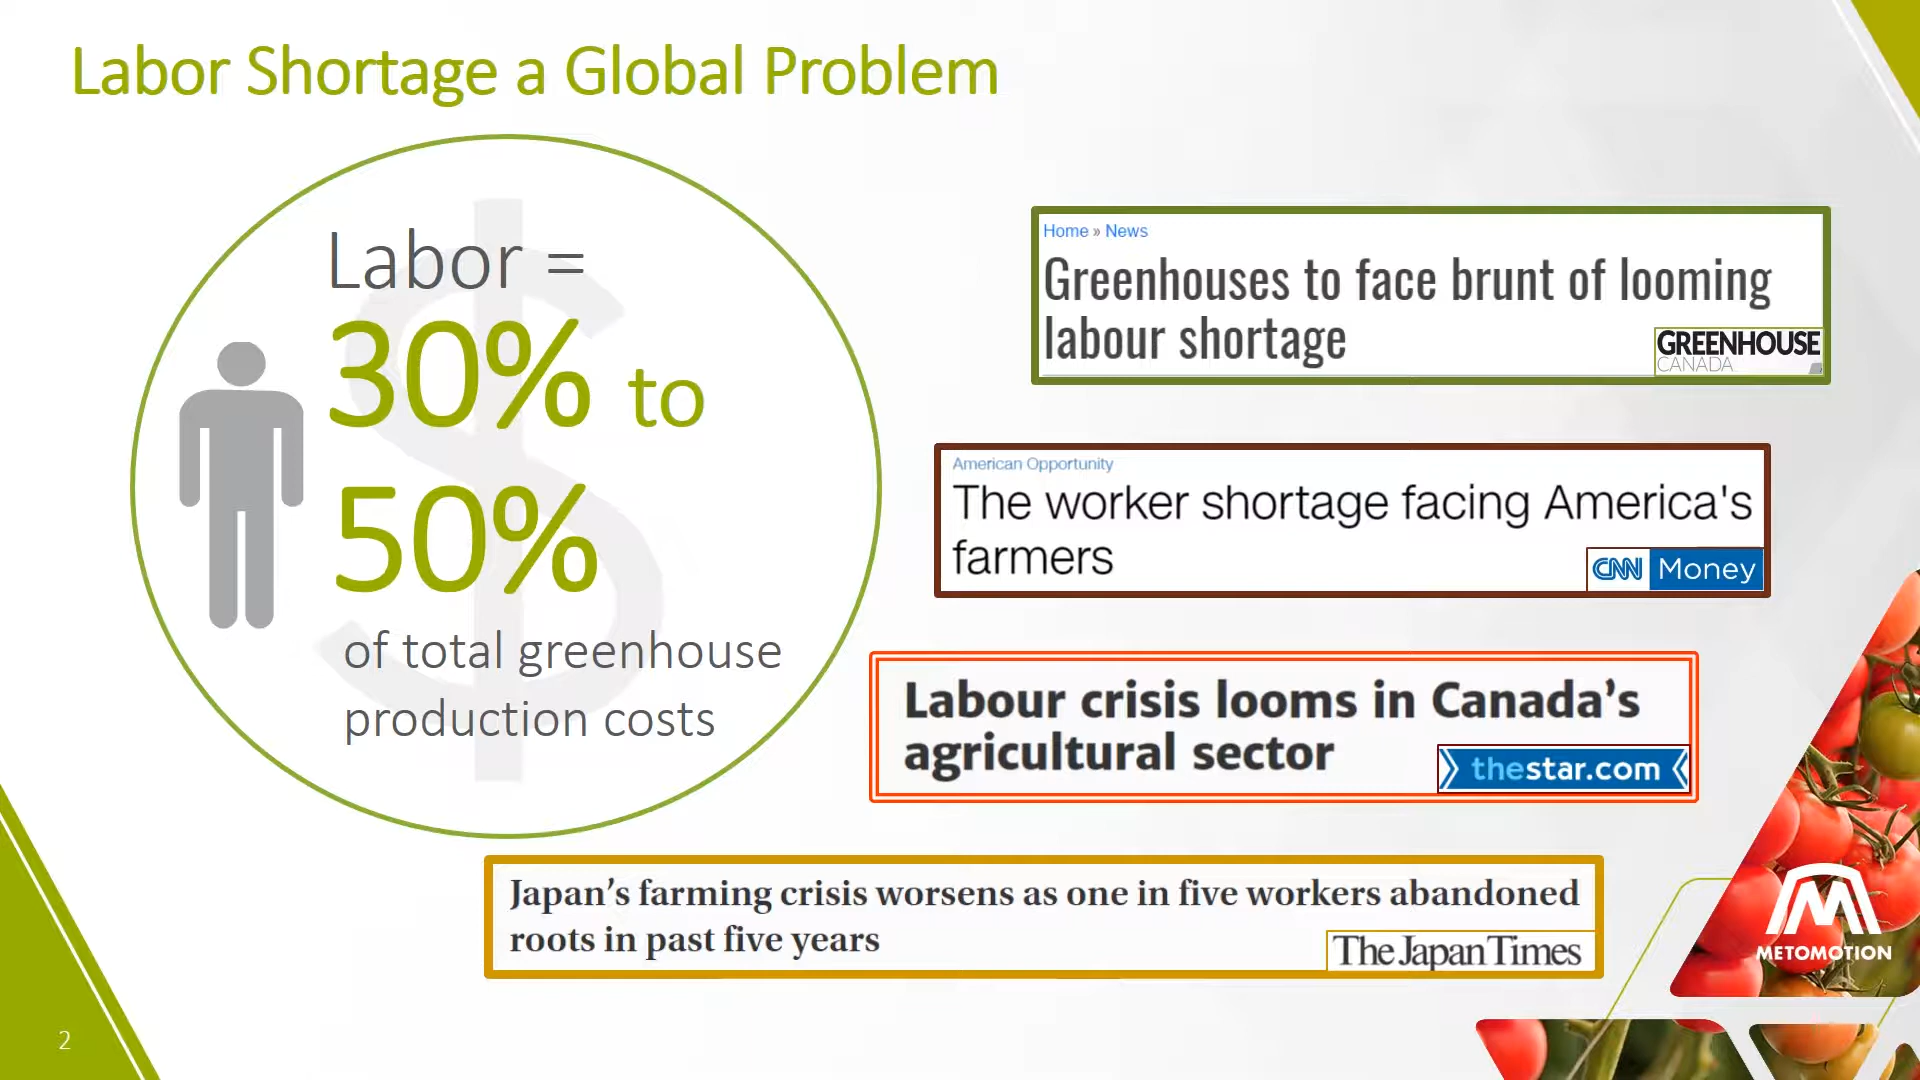 Labor Shortage a Global Problem
Labor =
30% to
50%
of total greenhouse
production costs
Home » News
Greenhouses to face brunt of looming
labour shortage
GREENHOUSE
CANADA
American Opportunity
The worker shortage facing America's
farmers
CNN Money
Labour crisis looms in Canada’s
agricultural sector
thestar.com
Japan’s farming crisis worsens as one in five workers abandoned
roots in past five years
The Japan Times
METOMOTION
2